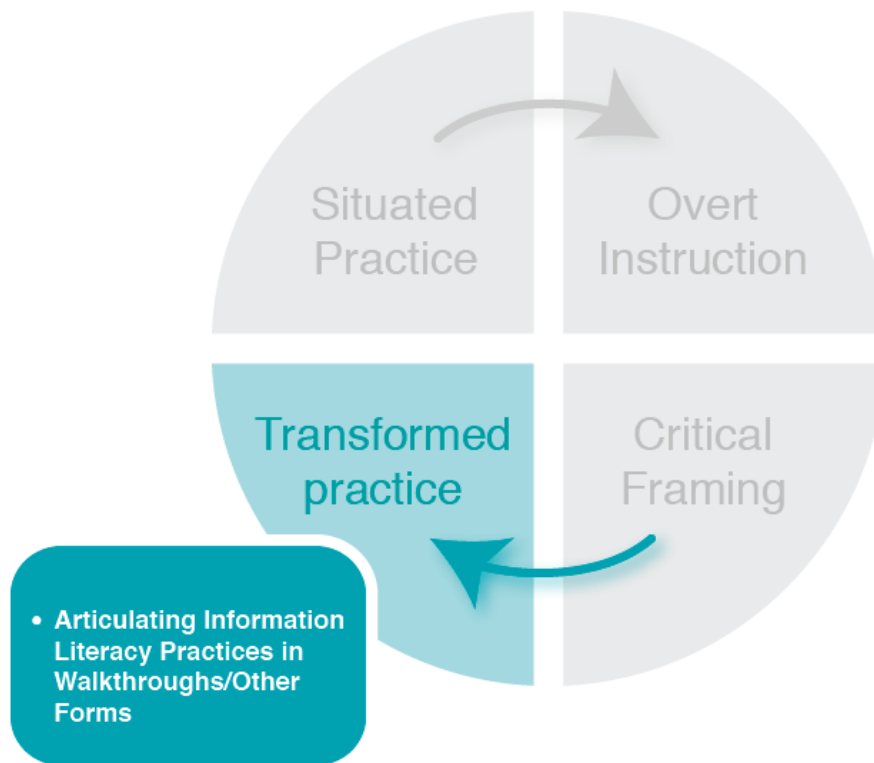 Situated
Practice
Overt
Instruction
Transformed
practice
Critical
Framing
• Articulating Information
Literacy Practices in
Walkthroughs/Other
Forms